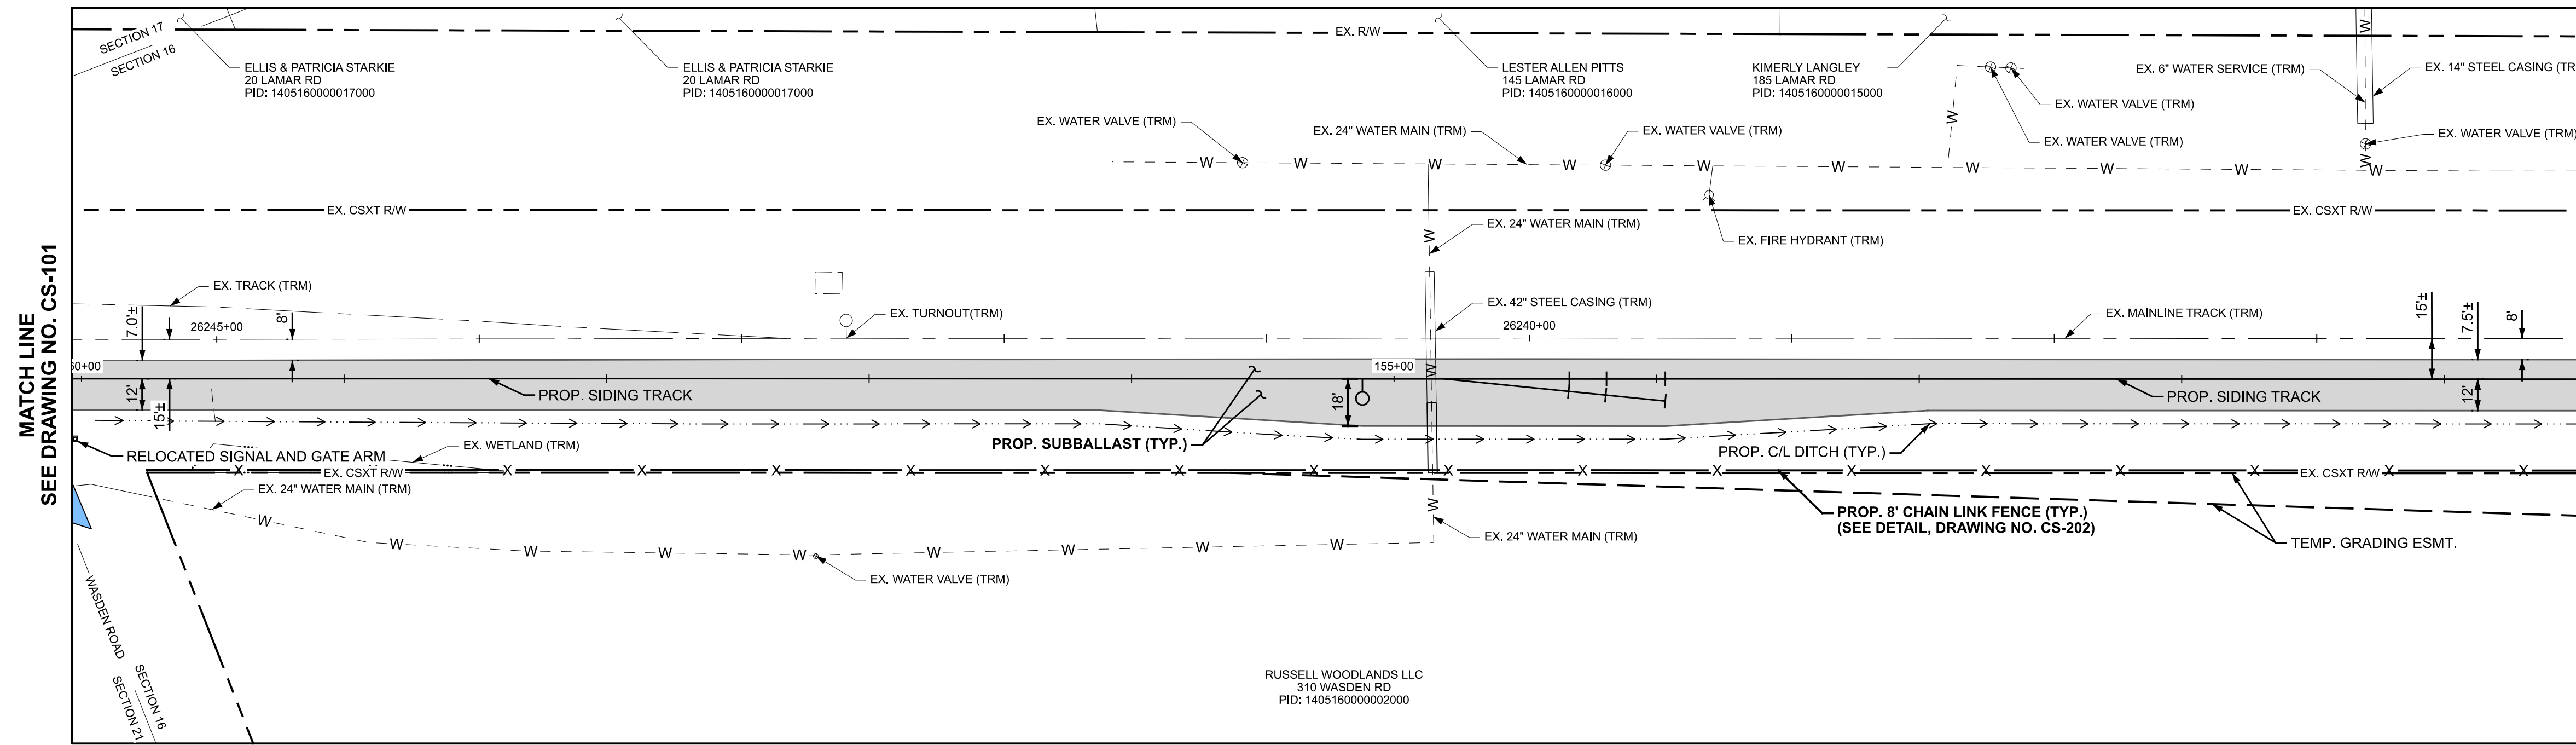 SECTION 17
SECTION 16
ELLIS & PATRICIA STARKIE
20 LAMAR RD
PID: 1405160000017000
ELLIS & PATRICIA STARKIE
20 LAMAR RD
PID: 1405160000017000
EX. R/W
LESTER ALLEN PITTS
145 LAMAR RD
PID: 1405160000016000
KIMERLY LANGLEY
185 LAMAR RD
PID: 1405160000015000
EX. 6" WATER SERVICE (TRM)
W
EX. 14" STEEL CASING (TR
EX. WATER VALVE (TRM)
EX. WATER VALVE (TRM)
W
EX. WATER VALVE (TRM)
EX. 24" WATER MAIN (TRM)
EX. WATER VALVE (TRM)
EX. WATER VALVE (TRM)
W W W W W W W W W W W
EX. CSXT R/W
EX. CSXT R/W
W
EX. 24" WATER MAIN (TRM)
EX. FIRE HYDRANT (TRM)
MATCH LINE
SEE DRAWING NO. CS-101
EX. TRACK (TRM)
EX. TURNOUT(TRM)
EX. 42" STEEL CASING (TRM)
EX. MAINLINE TRACK (TRM)
7.0'±
26245+00
8'
26240+00
15'±
7.5'±
8'
60+00
155+00
W
12'
15'±
PROP. SIDING TRACK
18'
PROP. SIDING TRACK
12'
PROP. SUBBALLAST (TYP.)
PROP. C/L DITCH (TYP.)
EX. WETLAND (TRM)
RELOCATED SIGNAL AND GATE ARM
X X X X X X X X X X X X X X X X X X
EX. CSXT R/W
EX. CSXT R/W
EX. 24" WATER MAIN (TRM)
W
PROP. 8' CHAIN LINK FENCE (TYP.)
(SEE DETAIL, DRAWING NO. CS-202)
TEMP. GRADING ESMT.
EX. 24" WATER MAIN (TRM)
W W W W W W W W W
EX. WATER VALVE (TRM)
WASDEN ROAD
SECTION 16
SECTION 21
RUSSELL WOODLANDS LLC
310 WASDEN RD
PID: 1405160000002000